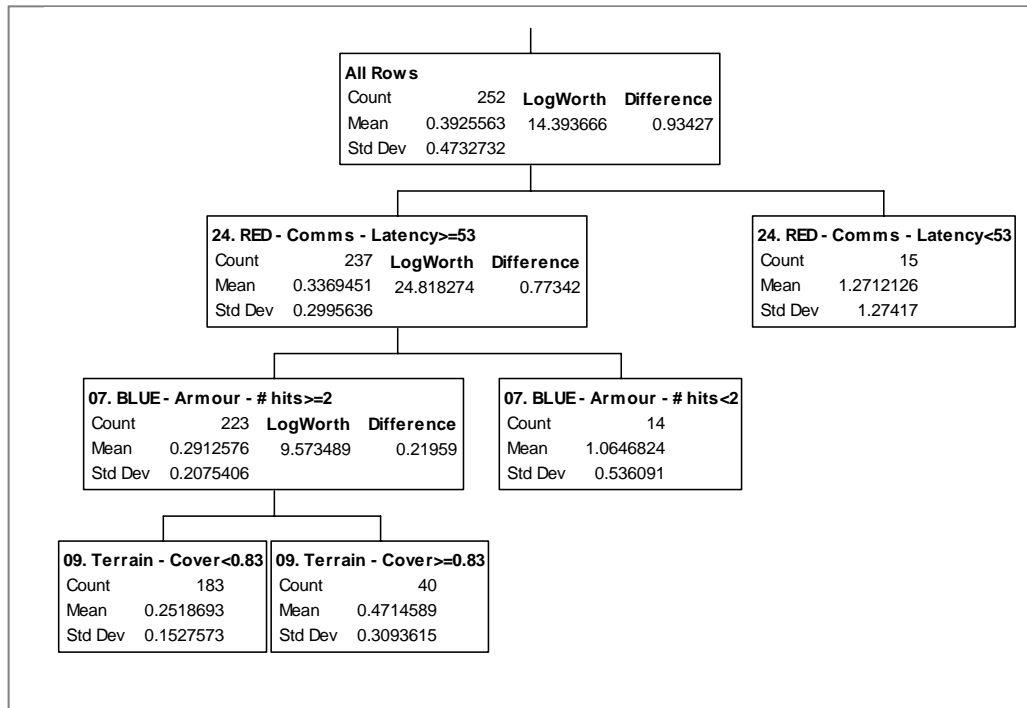 All Rows
Count 252 LogWorth Difference
Mean 0.3925563 14.393666 0.93427
Std Dev 0.4732732
24. RED - Comms - Latency>=53
Count 237 LogWorth Difference
Mean 0.3369451 24.818274 0.77342
Std Dev 0.2995636
24. RED - Comms - Latency<53
Count 15
Mean 1.2712126
Std Dev 1.27417
07. BLUE - Armour - # hits>=2
Count 223 LogWorth Difference
Mean 0.2912576 9.573489 0.21959
Std Dev 0.2075406
07. BLUE - Armour - # hits<2
Count 14
Mean 1.0646824
Std Dev 0.536091
09. Terrain - Cover<0.83
Count 183
Mean 0.2518693
Std Dev 0.1527573
09. Terrain - Cover>=0.83
Count 40
Mean 0.4714589
Std Dev 0.3093615